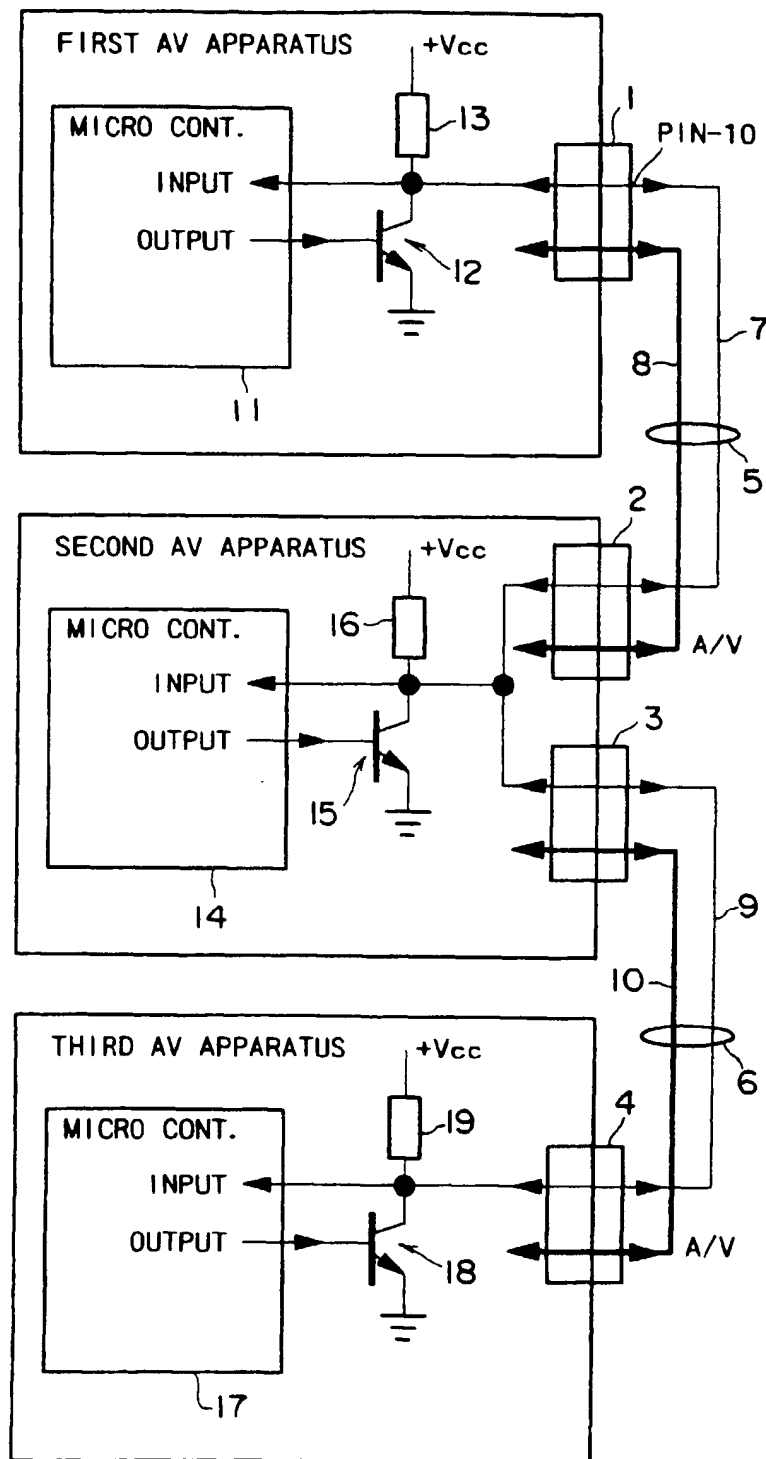 FIRST AV APPARATUS
+Vcc
13
1
MICRO CONT.
PIN-10
INPUT
OUTPUT
12
7
8
11
5
2
SECOND AV APPARATUS
+Vcc
16
MICRO CONT.
A/V
INPUT
3
OUTPUT
15
14
9
10
THIRD AV APPARATUS
+Vcc
6
4
19
MICRO CONT.
INPUT
OUTPUT
A/V
18
17